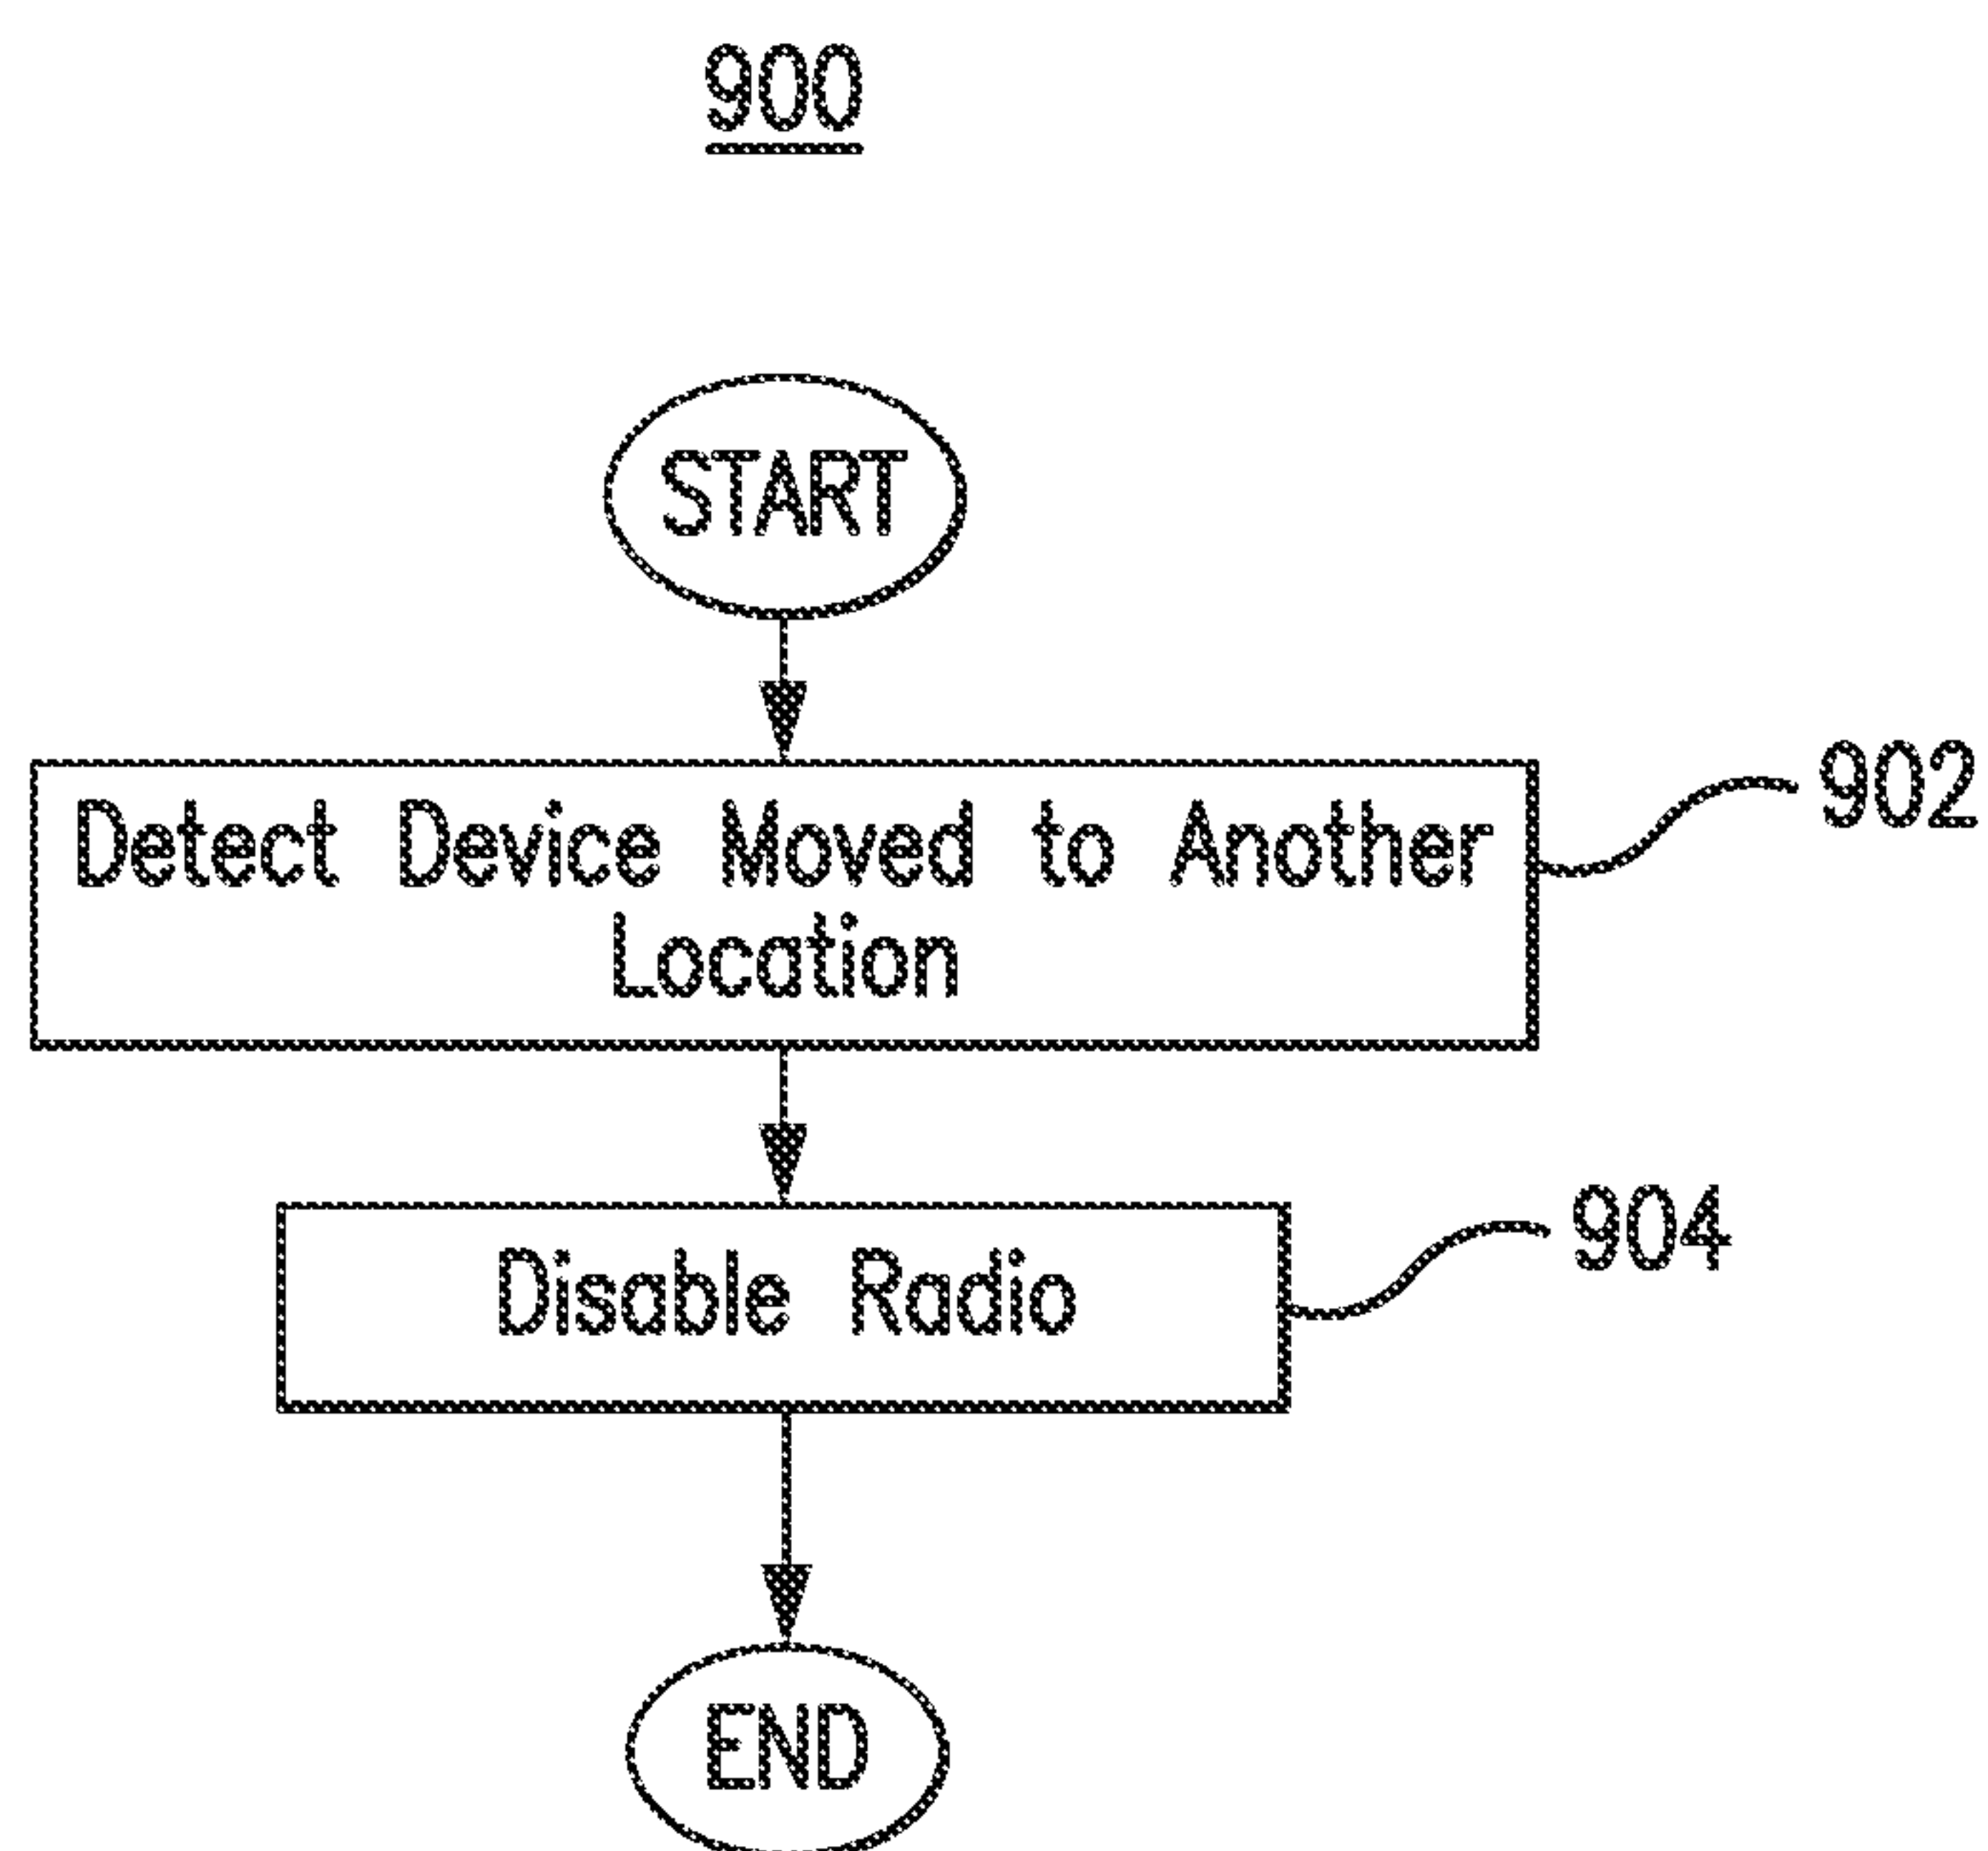 900
START
Detect Device Moved to Another
Location
902
Disable Radio
904
END